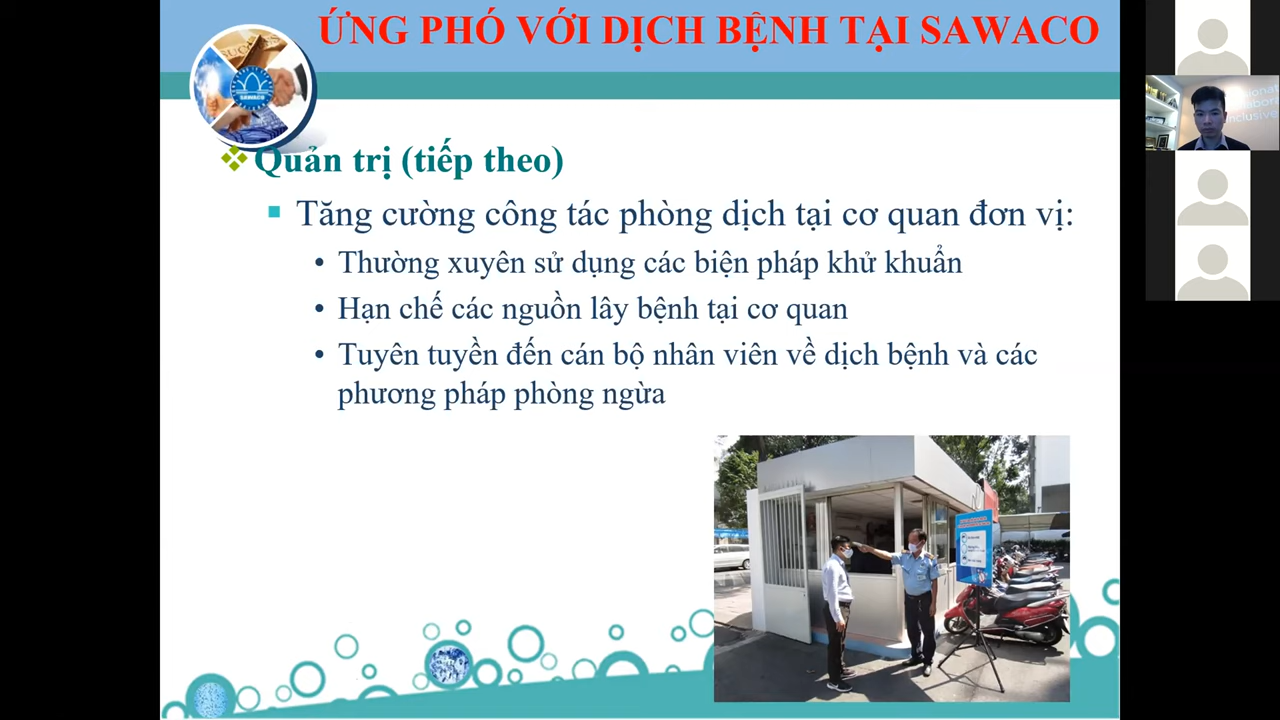 ỨNG PHÓ VỚI DỊCH BỆNH TẠI SAWACO
SAWACO
Quản trị (tiếp theo)
Tăng cường công tác phòng dịch tại cơ quan đơn vị:
• Thường xuyên sử dụng các biện pháp khử khuẩn
• Hạn chế các nguồn lây bệnh tại cơ quan
• Tuyên tuyền đến cán bộ nhân viên về dịch bệnh và các
phương pháp phòng ngừa